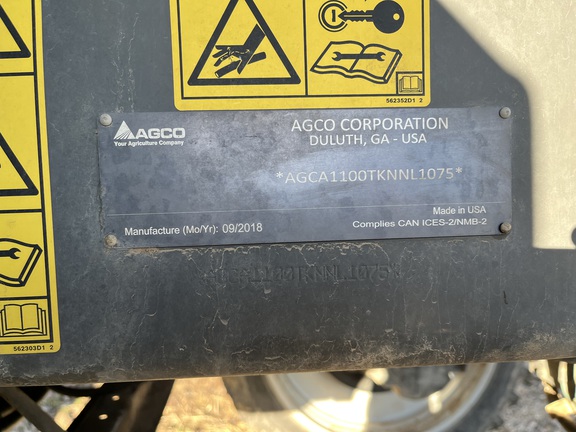 562352D1 2
AGCO
Your Agriculture Company
AGCO CORPORATION
DULUTH, GA - USA
*AGCA1100TKNNL1075*
Made in USA
Manufacture (Mo/Yr): 09/2018
Complies CAN ICES-2/NMB-2
*AGCA1100TKNNL1075*
562303D1 2